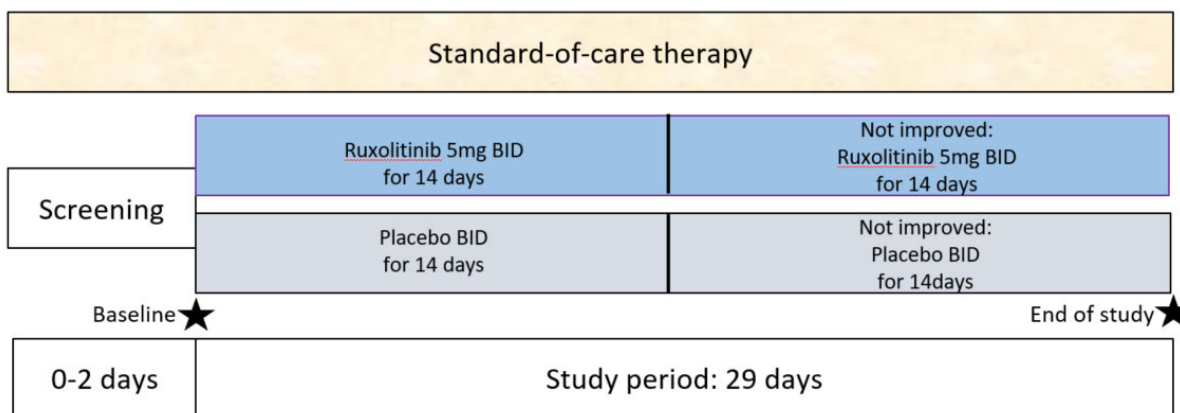 Standard-of-care therapy
Ruxolitinib 5mg BID
for 14 days
Not improved:
Ruxolitinib 5mg BID
for 14 days
Screening
Placebo BID
for 14 days
Not improved:
Placebo BID
for 14days
Baseline
End of study
0-2 days
Study period: 29 days